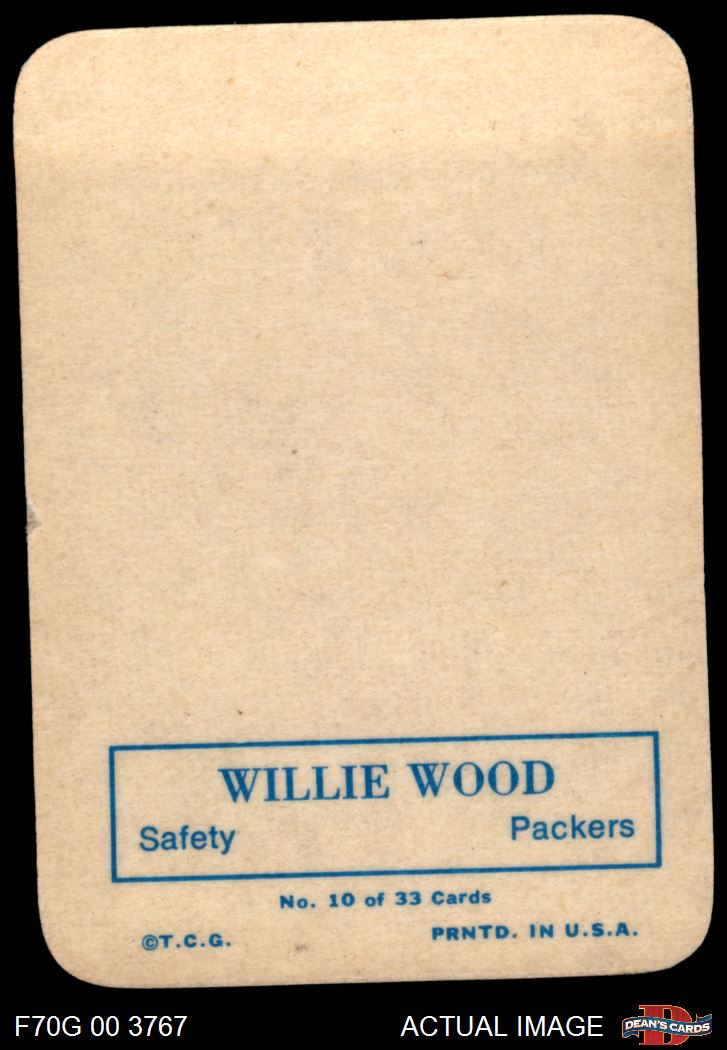 WILLIE WOOD
Safety Packers
No. 10 of 33 Cards
©T.C.G. PRNTD. IN U.S.A.
F70G 00 3767 ACTUAL IMAGE DEAN'S CARDS